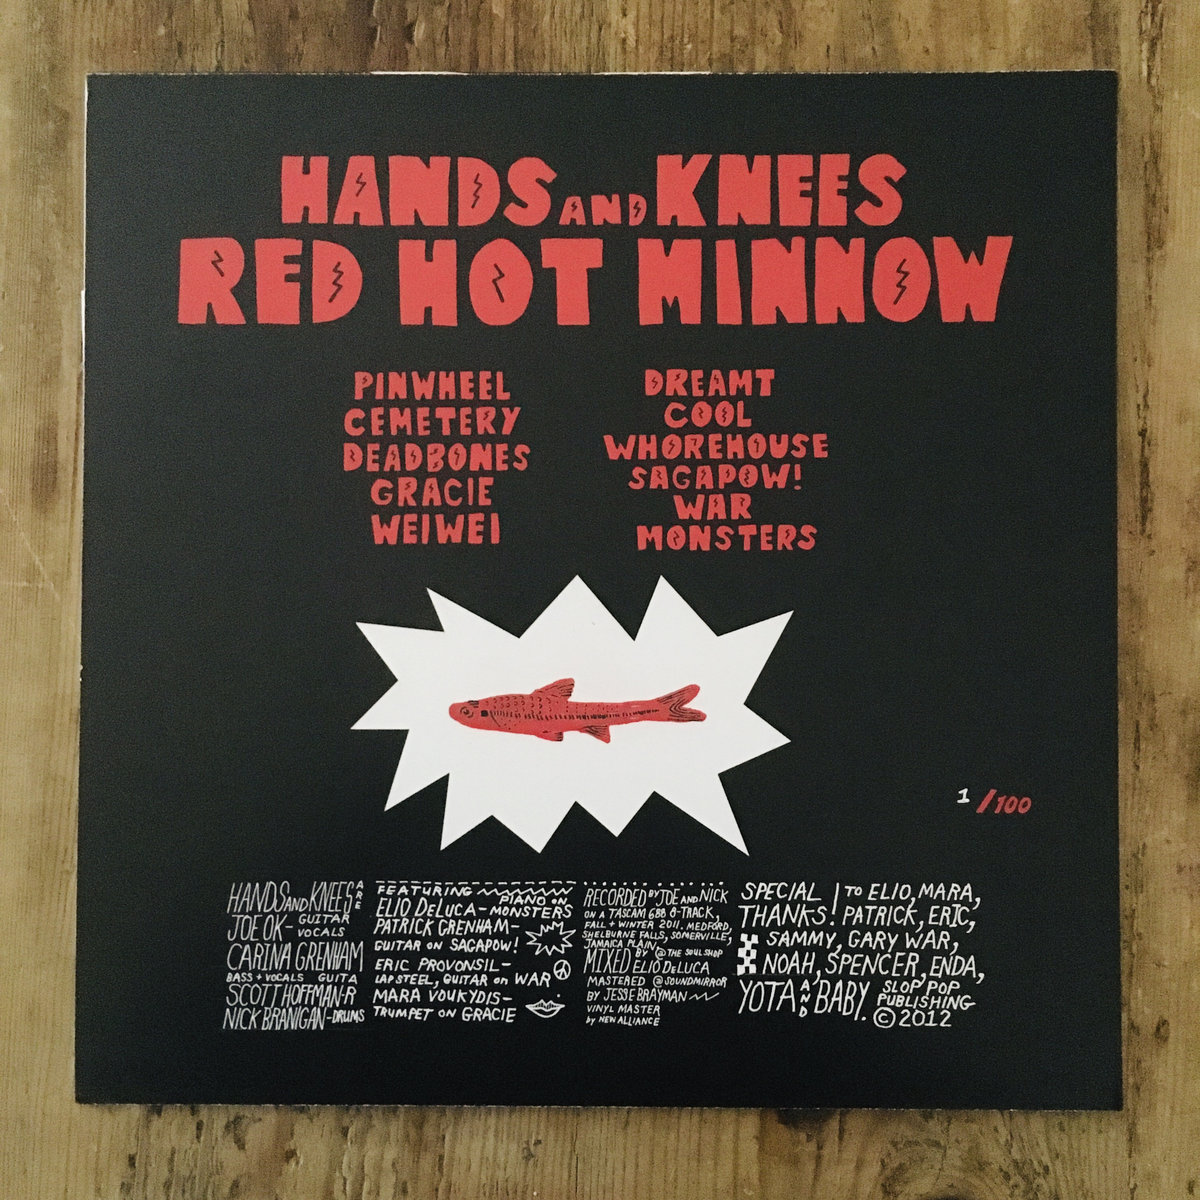 HANDS AND KNEES
RED HOT MINNOW
PINWHEEL
CEMETERY
DEADBONES
GRACIE
WEIWEI
DREAMT
COOL
WHOREHOUSE
SAGAPOW!
WAR
MONSTERS
1/100
HANDS AND KNEES ARE
JOE OK- GUITAR VOCALS
CARINA GRENHAM
BASS + VOCALS GUITA
SCOTT HOFFMAN-R
NICK BRANIGAN-DRUMS
FEATURING
PIANO ON
ELIO DELUCA-MONSTERS
PATRICK GRENHAM-
GUITAR ON SAGAPOW!
ERIC PROVONSIL-
LAP STEEL, GUITAR ON WAR
MARA VOUKYDIS-
TRUMPET ON GRACIE
RECORDED BY JOE AND NICK
ON A TASCAM 688 8-TRACK,
FALL + WINTER 2011. MEDFORD,
SHELBURNE FALLS, SOMERVILLE,
JAMAICA PLAIN.
MIXED BY @ THE SOUL SHOP
ELIO DELUCA
MASTERED @ SOUNDMIRROR
BY JESSE BRAYMAN
VINYL MASTER
by NEW ALLIANCE
SPECIAL THANKS! TO ELIO, MARA,
PATRICK, ERIC,
SAMMY, GARY WAR,
NOAH, SPENCER, ENDA,
YOTA AND BABY.
SLOP POP
PUBLISHING
©2012